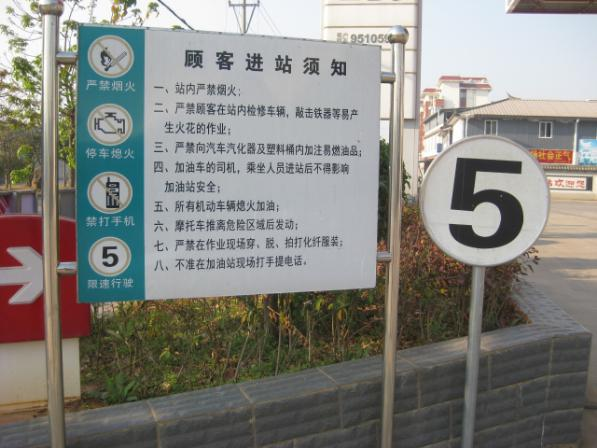 951059
顾客进站须知
严禁烟火
停车熄火
禁打手机
5
限速行驶
一、站内严禁烟火；
二、严禁顾客在站内检修车辆，敲击铁器等易产
生火花的作业；
三、严禁向汽车汽化器及塑料桶内加注易燃油品；
四、加油车的司机，乘坐人员进站后不得影响
加油站安全；
五、所有机动车辆熄火加油；
六、摩托车推离危险区域后发动；
七、严禁在作业现场穿、脱、拍打化纤服装；
八、不准在加油站现场打手提电话。
5
社会正气